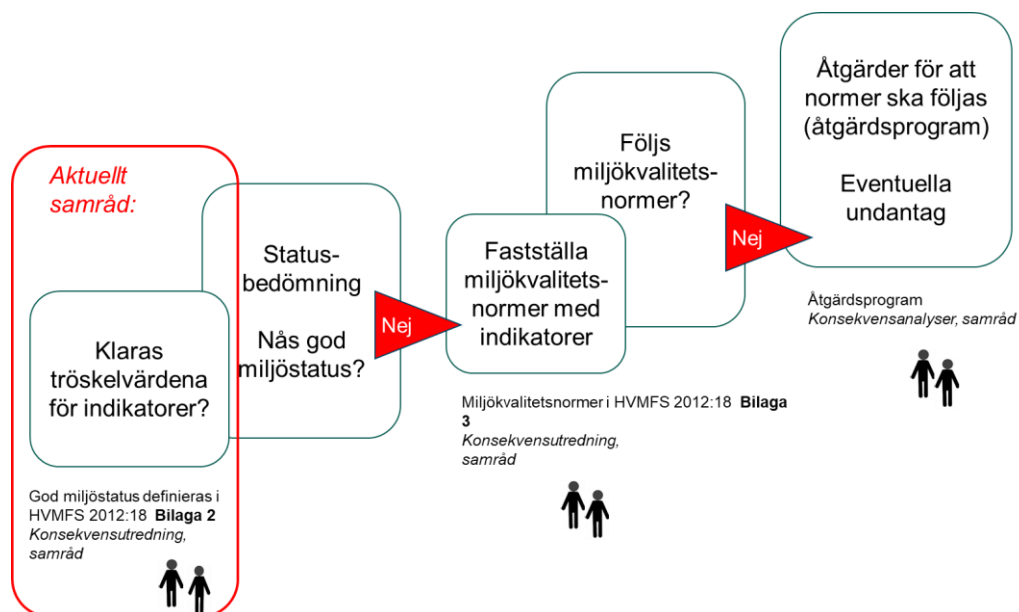 Aktuellt
samråd:
Klaras
tröskelvärdena
för indikatorer?
God miljöstatus definieras i
HVMFS 2012:18 Bilaga 2
Konsekvensutredning,
samråd
Status-
bedömning
Nås god
miljöstatus?
Nej
Fastställa
miljökvalitets-
normer med
indikatorer
Miljökvalitetsnormer i HVMFS 2012:18 Bilaga
3
Konsekvensutredning,
samråd
Följs
miljökvalitets-
normer?
Nej
Åtgärder för att
normer ska följas
(åtgärdsprogram)
Eventuella
undantag
Åtgärdsprogram
Konsekvensanalyser, samråd